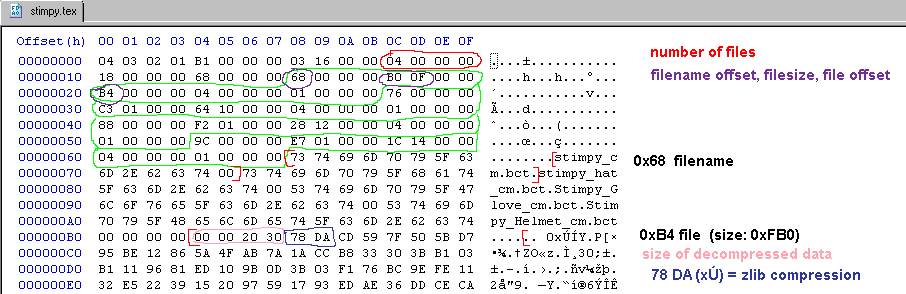 stimpy.tex
Offset(h) 00 01 02 03 04 05 06 07 08 09 0A 0B 0C 0D 0E 0F
00000000 04 03 02 01 B1 00 00 00 03 16 00 00 04 00 00 00 ....±........... number of files
00000010 18 00 00 00 68 00 00 00 68 00 00 00 B0 0F 00 00 ....h...h...°... filename offset, filesize, file offset
00000020 B4 00 00 00 04 00 00 00 01 00 00 00 76 00 00 00 ´...........v...
00000030 C3 01 00 00 64 10 00 00 04 00 00 00 01 00 00 00 Ã...d...........
00000040 88 00 00 00 F2 01 00 00 28 12 00 00 04 00 00 00 ˆ...ò...(.......
00000050 01 00 00 00 9C 00 00 00 E7 01 00 00 1C 14 00 00 ....œ...ç.......
00000060 04 00 00 00 01 00 00 00 73 74 69 6D 70 79 5F 63 ........stimpy_c 0x68 filename
00000070 6D 2E 62 63 74 00 73 74 69 6D 70 79 5F 68 61 74 m.bct.stimpy_hat
00000080 5F 63 6D 2E 62 63 74 00 53 74 69 6D 70 79 5F 47 _cm.bct.Stimpy_G
00000090 6C 6F 76 65 5F 63 6D 2E 62 63 74 00 53 74 69 6D love_cm.bct.Stim
000000A0 70 79 5F 48 65 6C 6D 65 74 5F 63 6D 2E 62 63 74 py_Helmet_cm.bct
000000B0 00 00 00 00 00 00 20 30 78 DA CD 59 7F 50 5B D7 ...... 0xÚÍY.P[× 0xB4 file (size: 0xFB0)
size of decompressed data
000000C0 95 BE 12 86 5A 4F AB 7A 1A CC B8 33 30 3B B1 03 •¾.†ZO«z.Ì¸30;±.
000000D0 B1 11 96 81 ED 10 9B 0D 3B 03 F1 76 BC 9E FE 11 ±.–.í.›.;.ñv¼žþ.
78 DA (xÚ) = zlib compression
000000E0 32 E5 22 39 15 20 97 59 17 93 ED AE 36 DD CE CA 2å"9. —Y.“í®6ÝÎÊ